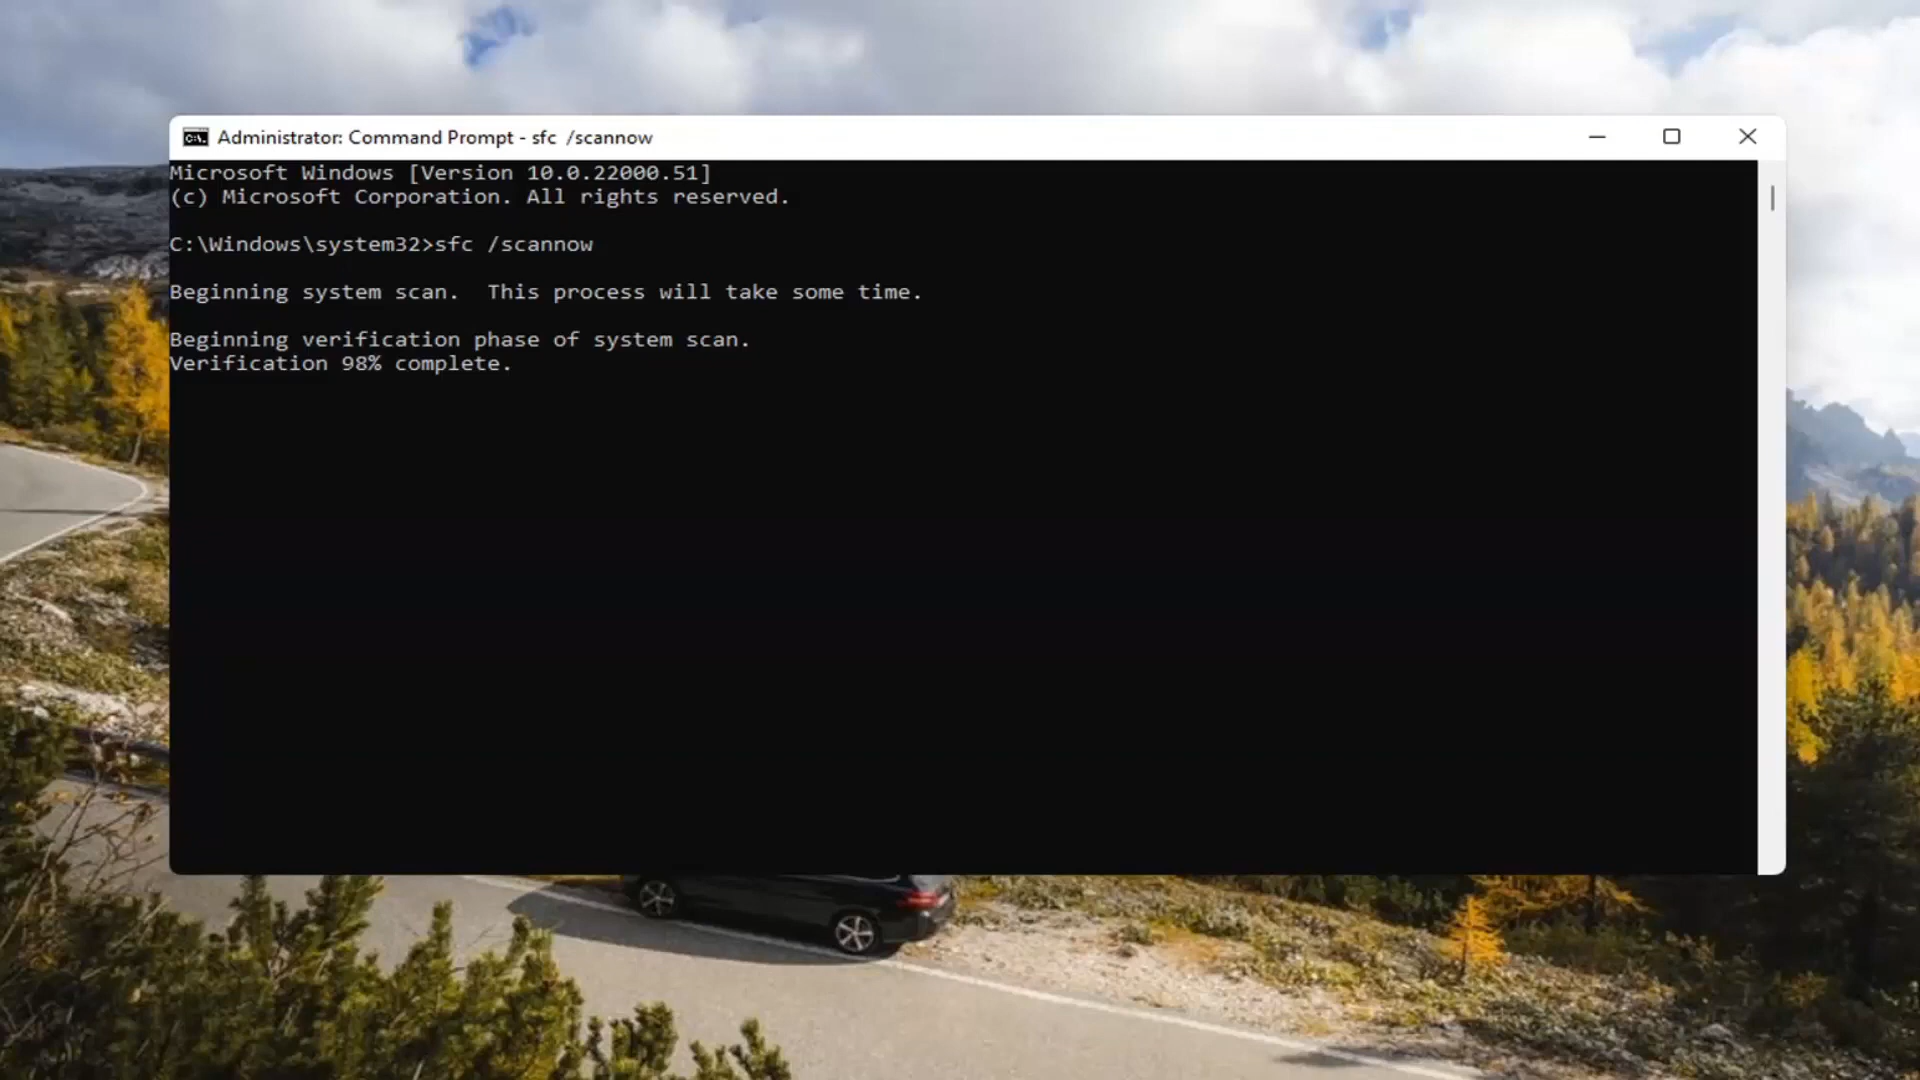 Administrator: Command Prompt - sfc  /scannow
Microsoft Windows [Version 10.0.22000.51]
(c) Microsoft Corporation. All rights reserved.
C:\Windows\system32>sfc /scannow
Beginning system scan.  This process will take some time.
Beginning verification phase of system scan.
Verification 98% complete.